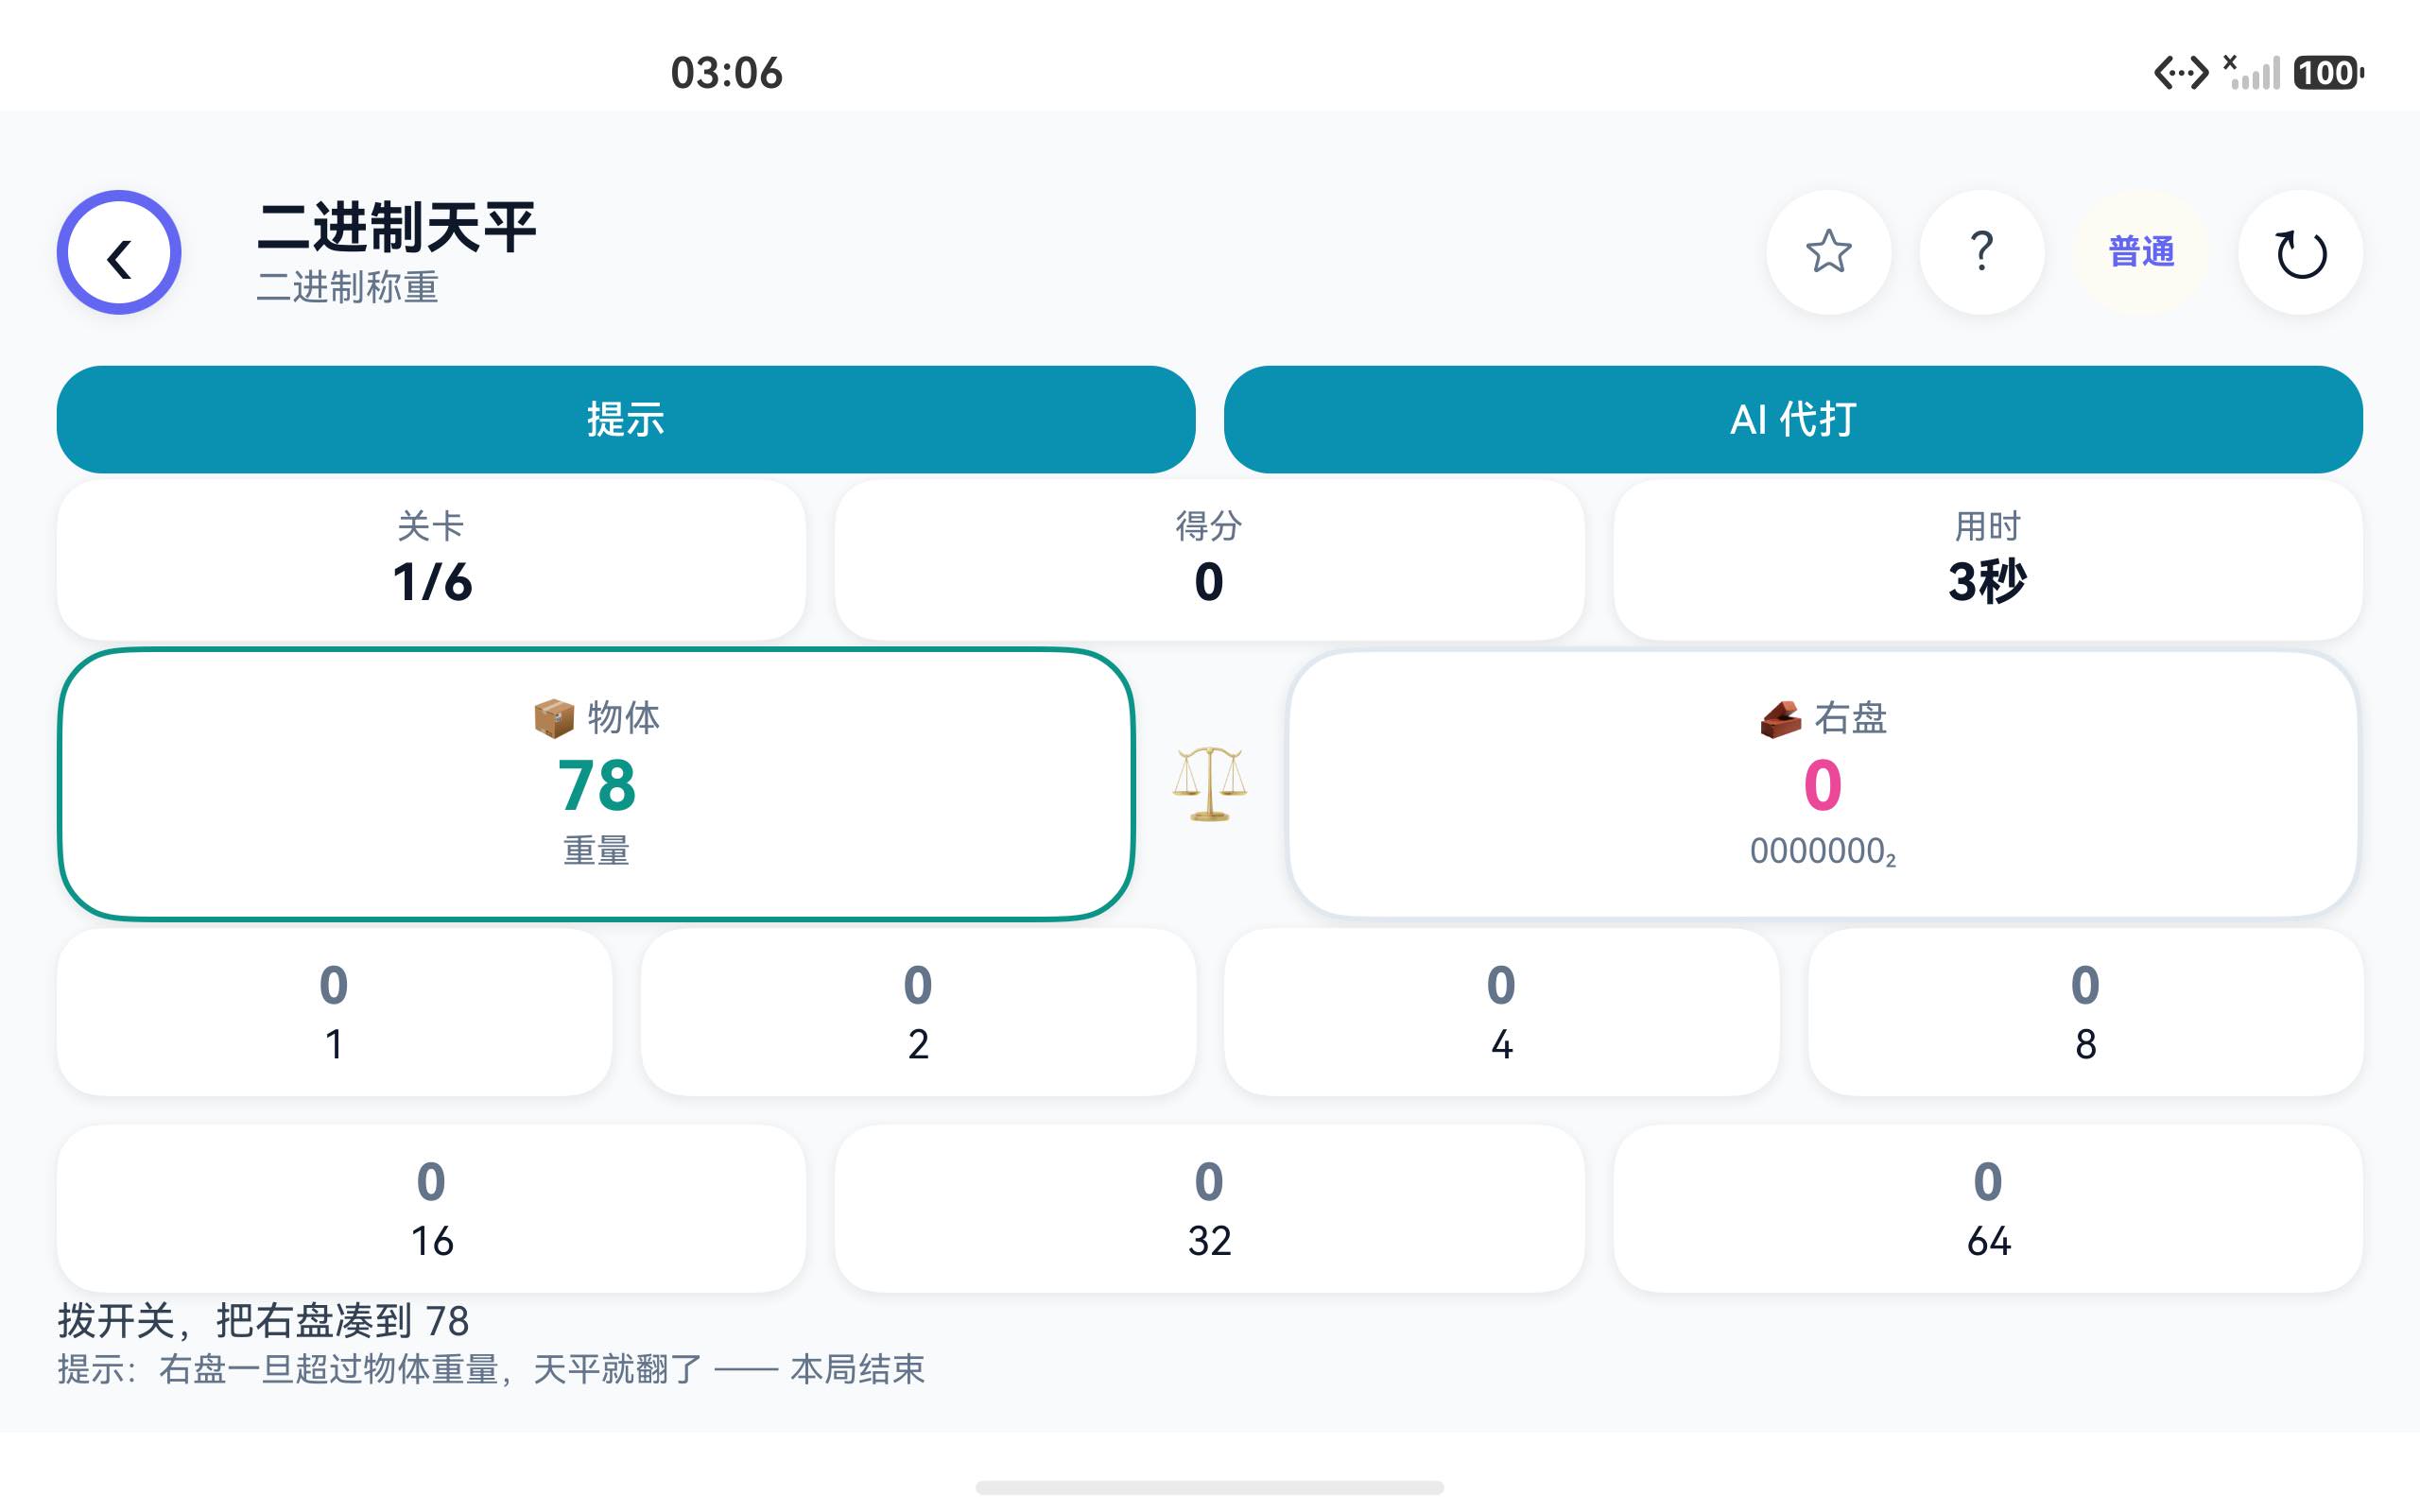 03:06
100
二进制天平
二进制称重
?
普通
提示
AI 代打
关卡
1/6
得分
0
用时
3秒
物体
78
重量
右盘
0
0000000₂
0
1
0
2
0
4
0
8
0
16
0
32
0
64
拨开关，把右盘凑到 78
提示：右盘一旦超过物体重量，天平就翻了 —— 本局结束